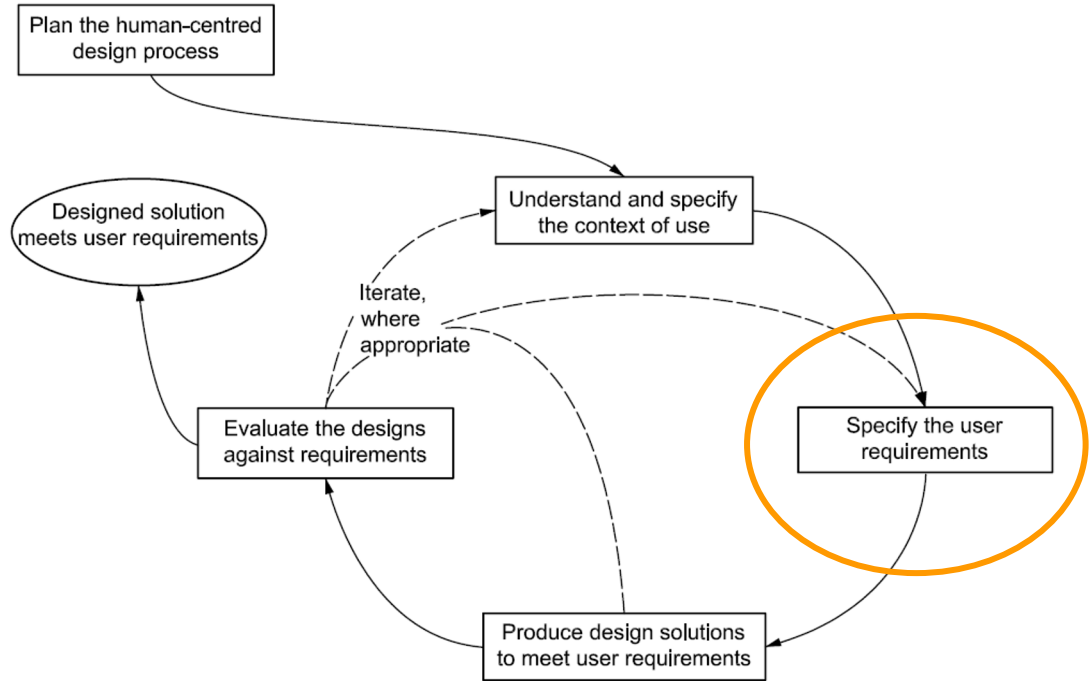 Plan the human-centred
design process
Understand and specify
the context of use
Designed solution
meets user requirements
Iterate,
where
appropriate
Evaluate the designs
against requirements
Specify the user
requirements
Produce design solutions
to meet user requirements